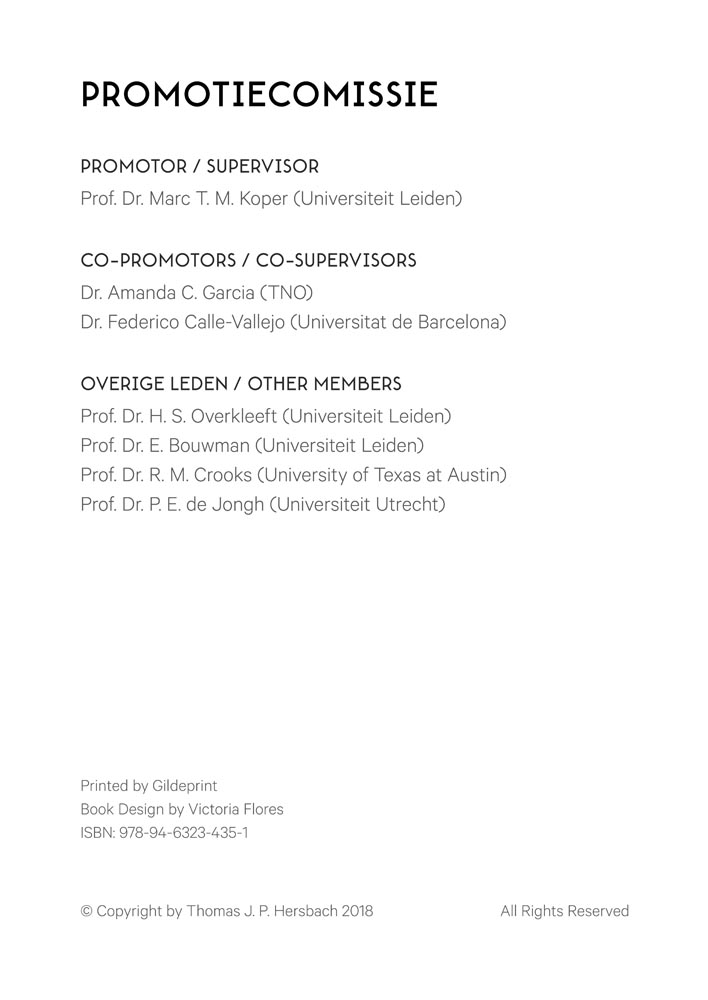 PROMOTIECOMISSIE
PROMOTOR / SUPERVISOR
Prof. Dr. Marc T. M. Koper (Universiteit Leiden)
CO-PROMOTORS / CO-SUPERVISORS
Dr. Amanda C. Garcia (TNO)
Dr. Federico Calle-Vallejo (Universitat de Barcelona)
OVERIGE LEDEN / OTHER MEMBERS
Prof. Dr. H. S. Overkleeft (Universiteit Leiden)
Prof. Dr. E. Bouwman (Universiteit Leiden)
Prof. Dr. R. M. Crooks (University of Texas at Austin)
Prof. Dr. P. E. de Jongh (Universiteit Utrecht)
Printed by Gildeprint
Book Design by Victoria Flores
ISBN: 978-94-6323-435-1
© Copyright by Thomas J. P. Hersbach 2018 All Rights Reserved